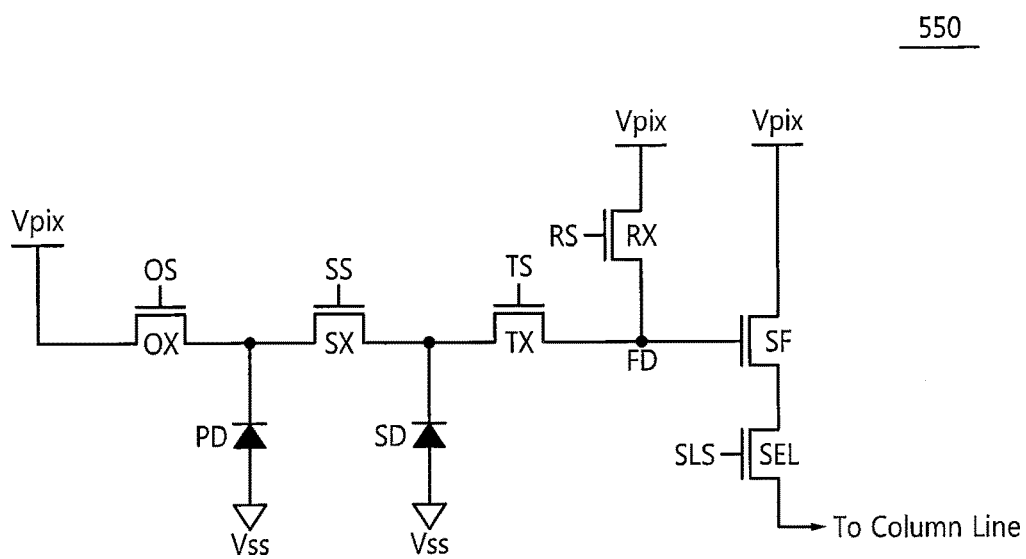 550
Vpix
Vpix
Vpix
RS
RX
OS
SS
TS
OX
SX
TX
FD
SF
PD
SD
SLS
SEL
Vss
Vss
To Column Line